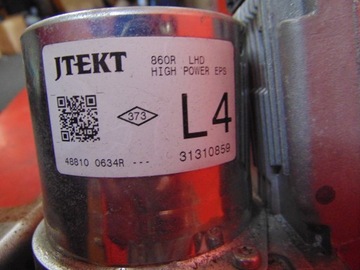 JTEKT
860R LHD
HIGH POWER EPS
373
L4
48810 0634R ---
31310859